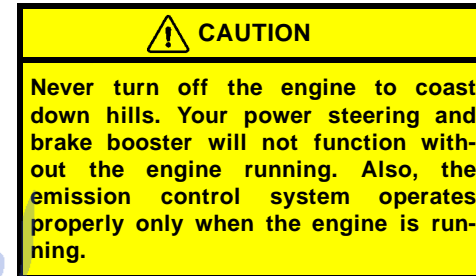 CAUTION
Never turn off the engine to coast
down hills. Your power steering and
brake booster will not function with-
out the engine running. Also, the
emission control system operates
properly only when the engine is run-
ning.